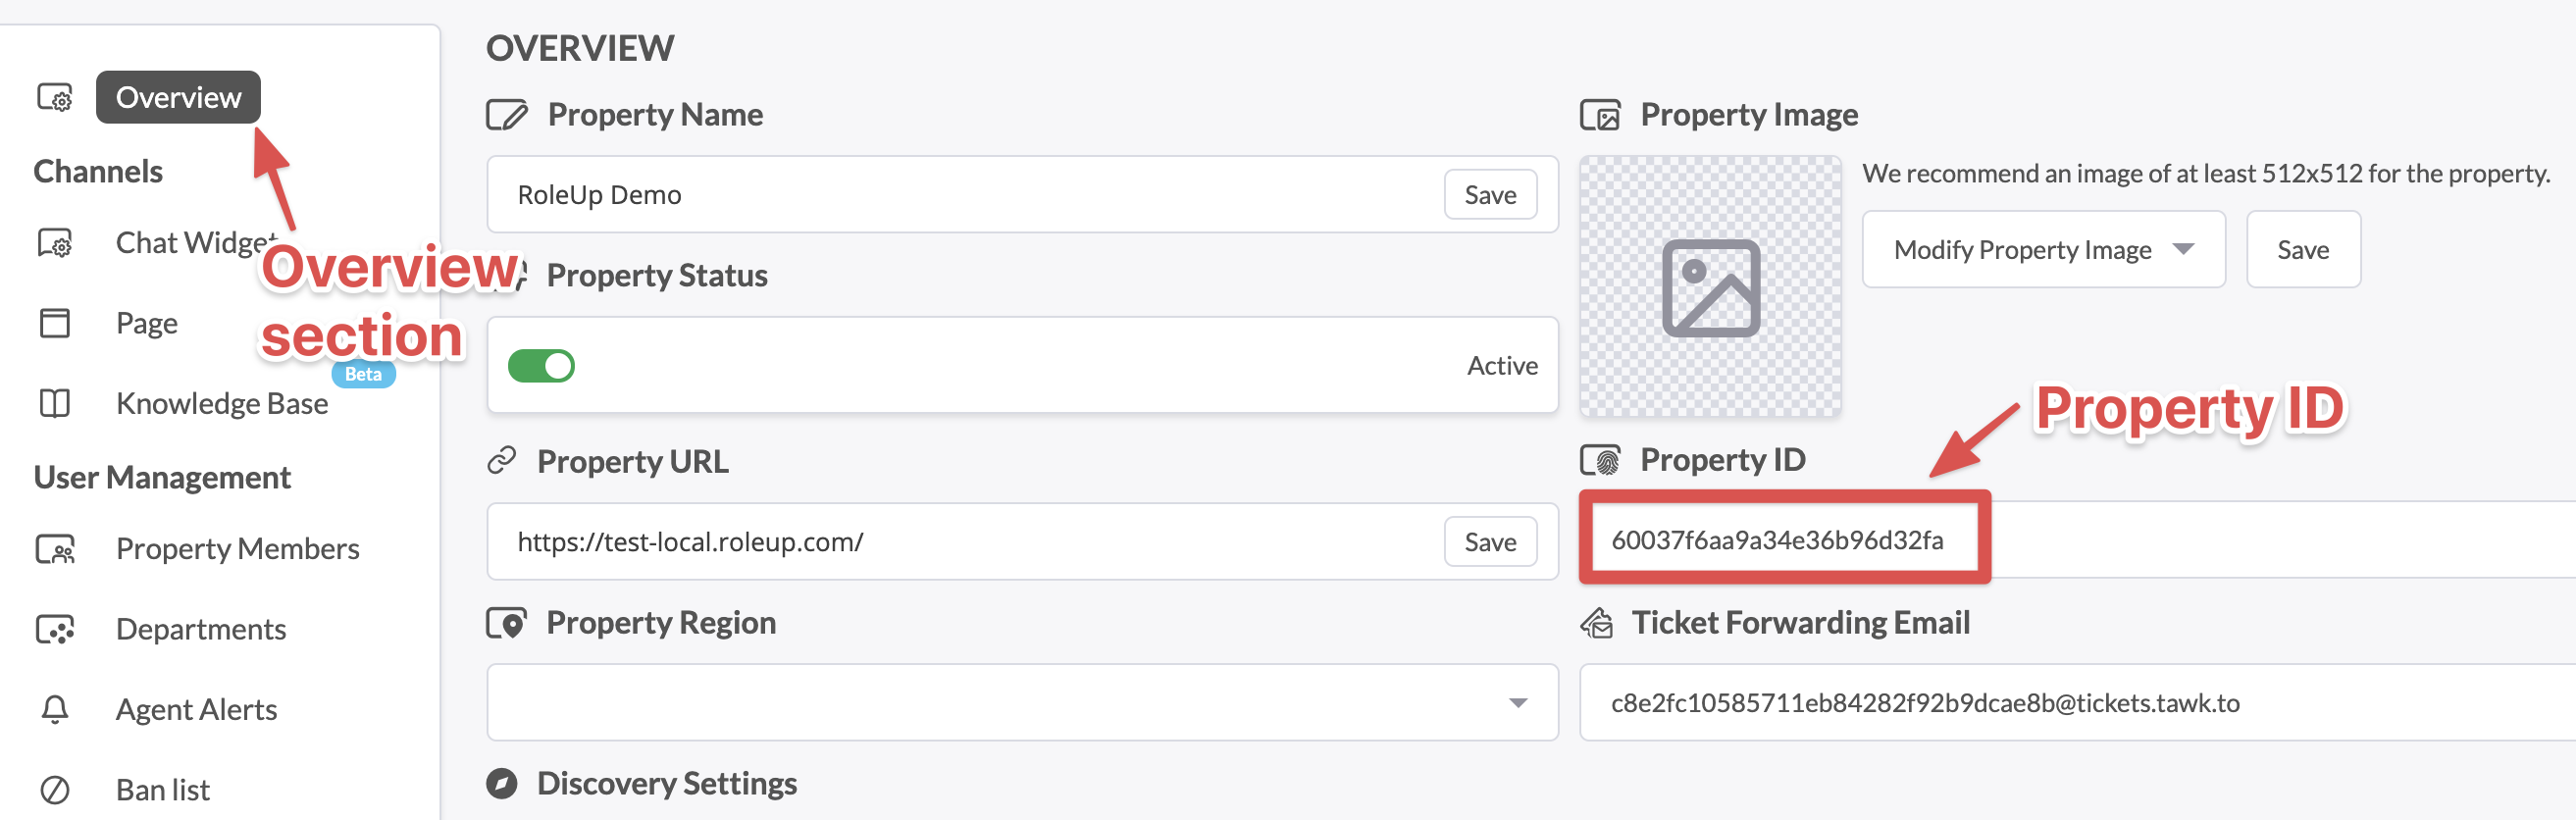 Overview
Channels
Chat Widget
Page
Beta
Knowledge Base
User Management
Property Members
Departments
Agent Alerts
Ban list
Overview
section
OVERVIEW
Property Name
RoleUp Demo
Save
Property Status
Active
Property URL
https://test-local.roleup.com/
Save
Property Region
Discovery Settings
Property Image
We recommend an image of at least 512x512 for the property.
Modify Property Image
Save
Property ID
Property ID
60037f6aa9a34e36b96d32fa
Ticket Forwarding Email
c8e2fc10585711eb84282f92b9dcae8b@tickets.tawk.to